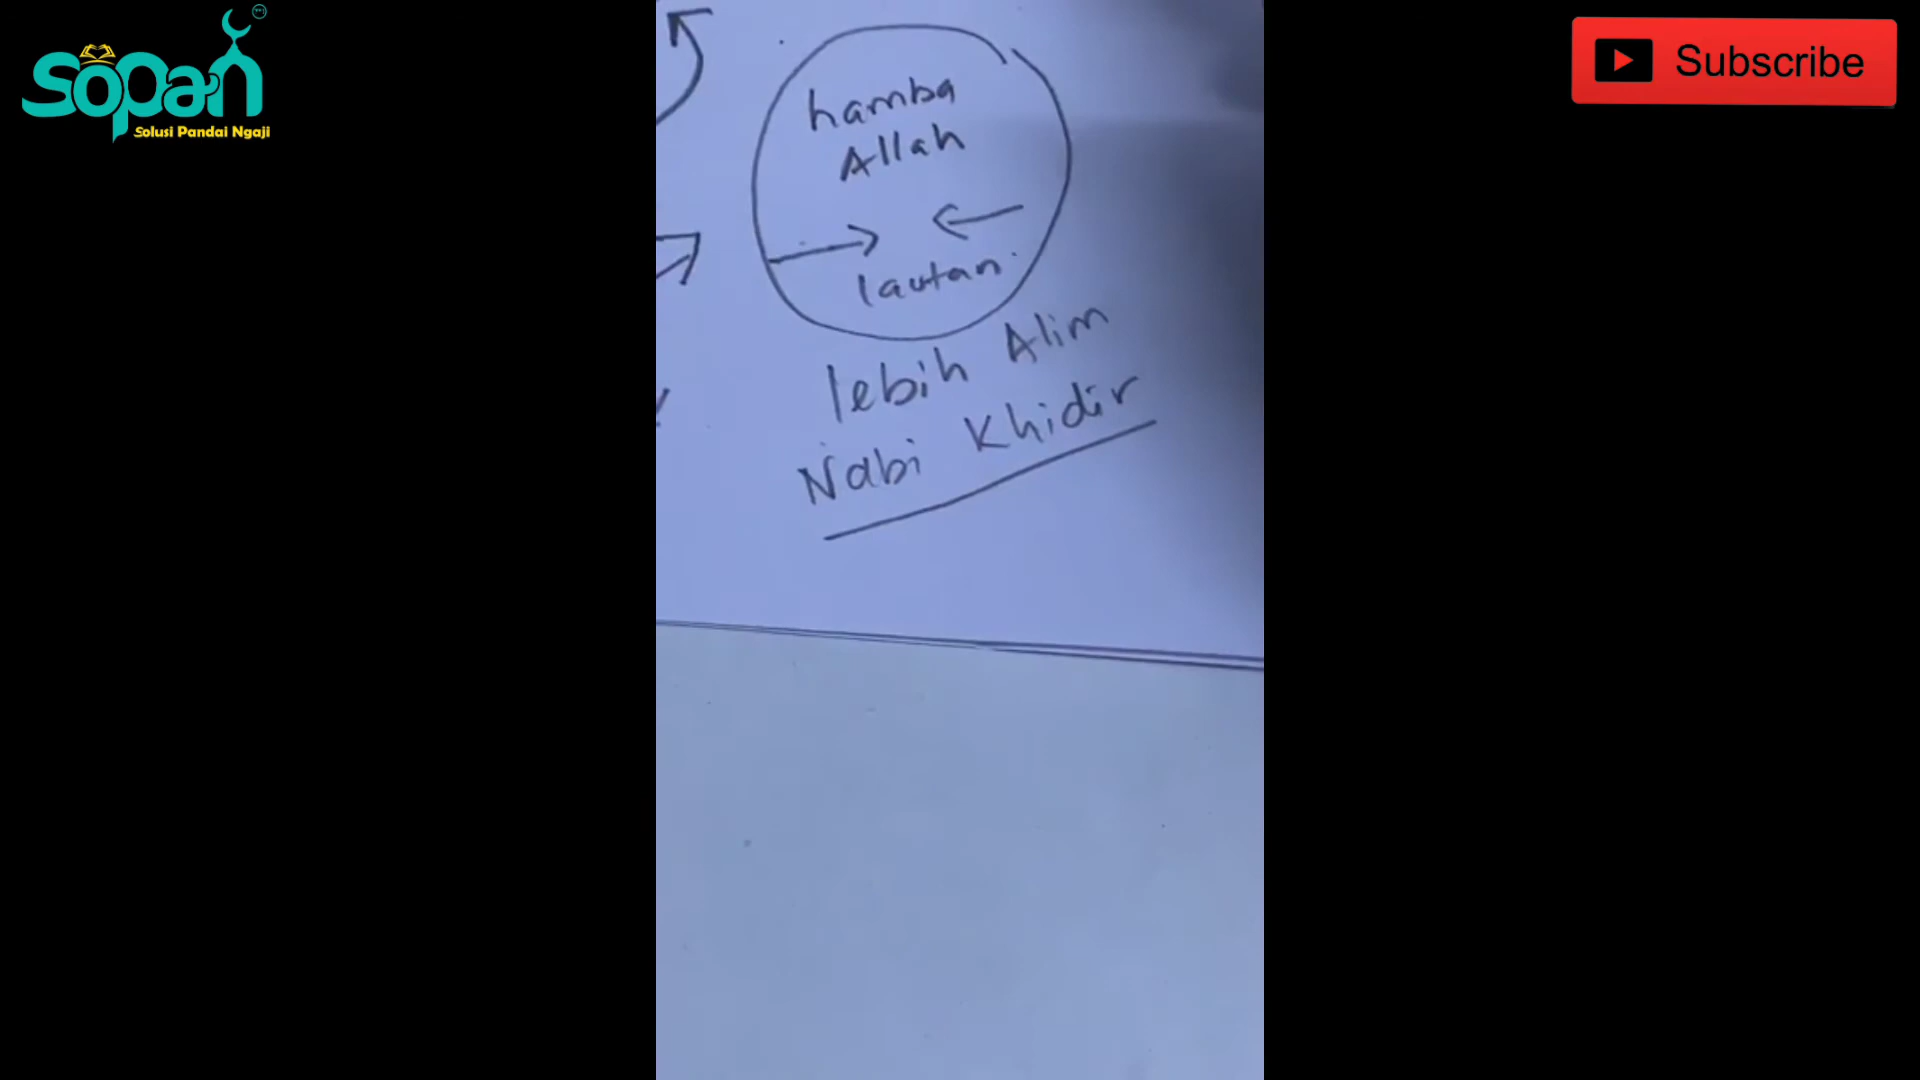 Sopan
Solusi Pandai Ngaji
Subscribe
hamba
Allah
lautan
lebih Alim
Nabi Khidir